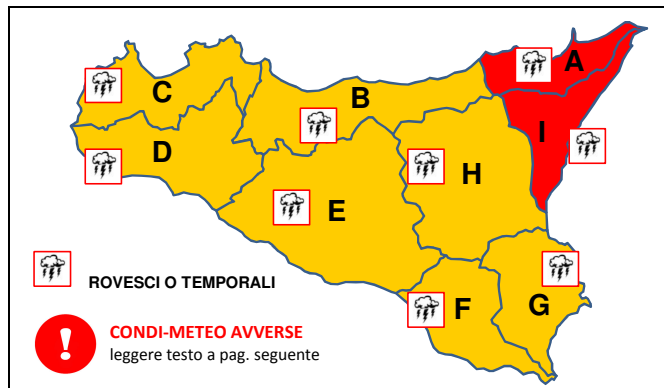 A
C
B
I
D
H
E
F
G
ROVESCI O TEMPORALI
! CONDI-METEO AVVERSE
leggere testo a pag. seguente